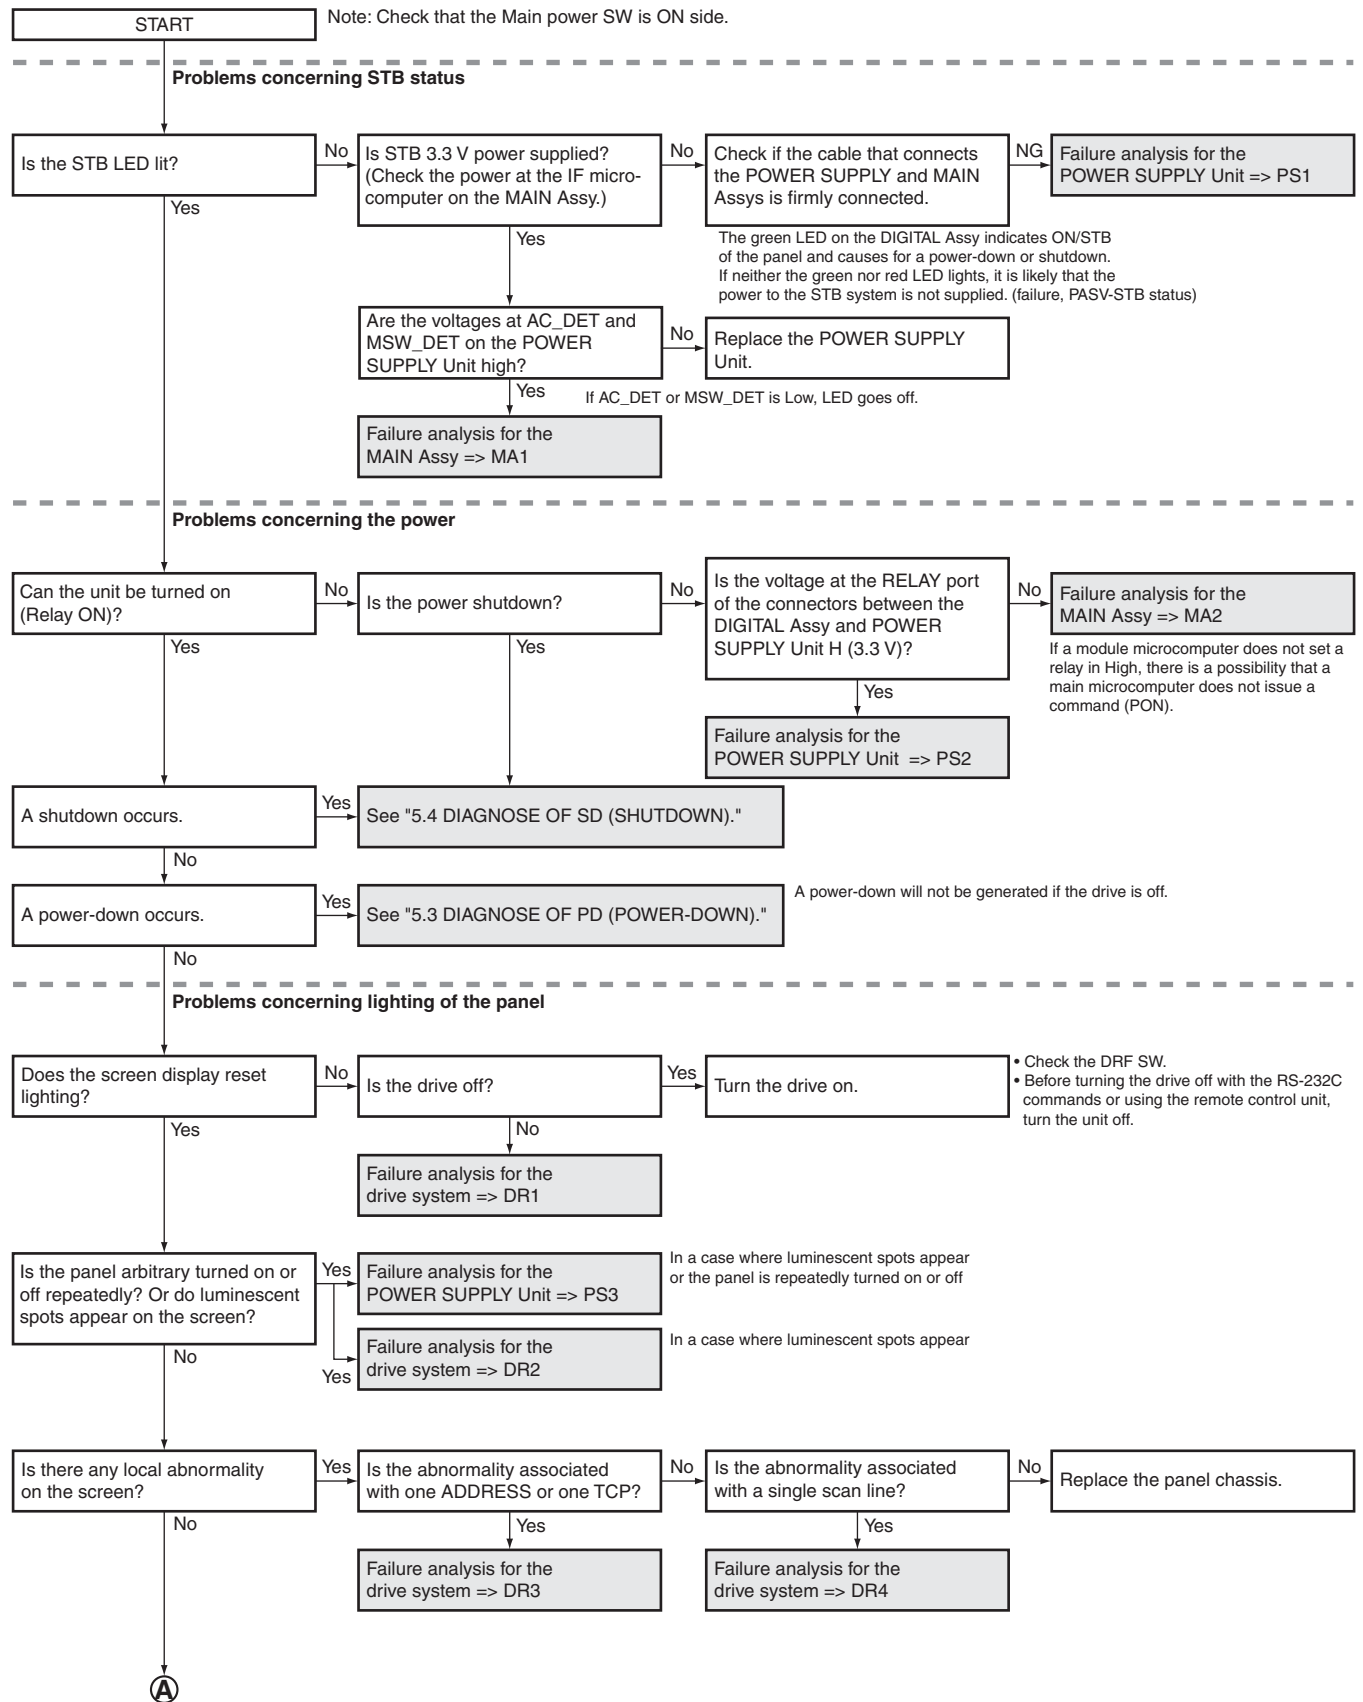 START
Note: Check that the Main power SW is ON side.
Problems concerning STB status
Is the STB LED lit?
No
Is STB 3.3 V power supplied?
(Check the power at the IF micro-
computer on the MAIN Assy.)
No
Check if the cable that connects
the POWER SUPPLY and MAIN
Assys is firmly connected.
NG
Failure analysis for the
POWER SUPPLY Unit => PS1
Yes
Yes
The green LED on the DIGITAL Assy indicates ON/STB
of the panel and causes for a power-down or shutdown.
If neither the green nor red LED lights, it is likely that the
power to the STB system is not supplied. (failure, PASV-STB status)
Are the voltages at AC_DET and
MSW_DET on the POWER
SUPPLY Unit high?
No
Replace the POWER SUPPLY
Unit.
Yes
If AC_DET or MSW_DET is Low, LED goes off.
Failure analysis for the
MAIN Assy => MA1
Problems concerning the power
Can the unit be turned on
(Relay ON)?
No
Is the power shutdown?
No
Is the voltage at the RELAY port
of the connectors between the
DIGITAL Assy and POWER
SUPPLY Unit H (3.3 V)?
No
Failure analysis for the
MAIN Assy => MA2
Yes
Yes
If a module microcomputer does not set a
relay in High, there is a possibility that a
main microcomputer does not issue a
command (PON).
Yes
Failure analysis for the
POWER SUPPLY Unit => PS2
A shutdown occurs.
Yes
See "5.4 DIAGNOSE OF SD (SHUTDOWN)."
No
A power-down occurs.
Yes
See "5.3 DIAGNOSE OF PD (POWER-DOWN)."
A power-down will not be generated if the drive is off.
No
Problems concerning lighting of the panel
Does the screen display reset
lighting?
No
Is the drive off?
Yes
Turn the drive on.
• Check the DRF SW.
• Before turning the drive off with the RS-232C
commands or using the remote control unit,
turn the unit off.
Yes
No
Failure analysis for the
drive system => DR1
Is the panel arbitrary turned on or
off repeatedly? Or do luminescent
spots appear on the screen?
Yes
Failure analysis for the
POWER SUPPLY Unit => PS3
In a case where luminescent spots appear
or the panel is repeatedly turned on or off
No
Yes
Failure analysis for the
drive system => DR2
In a case where luminescent spots appear
Is there any local abnormality
on the screen?
Yes
Is the abnormality associated
with one ADDRESS or one TCP?
No
Is the abnormality associated
with a single scan line?
No
Replace the panel chassis.
No
Yes
Yes
Failure analysis for the
drive system => DR3
Failure analysis for the
drive system => DR4
A